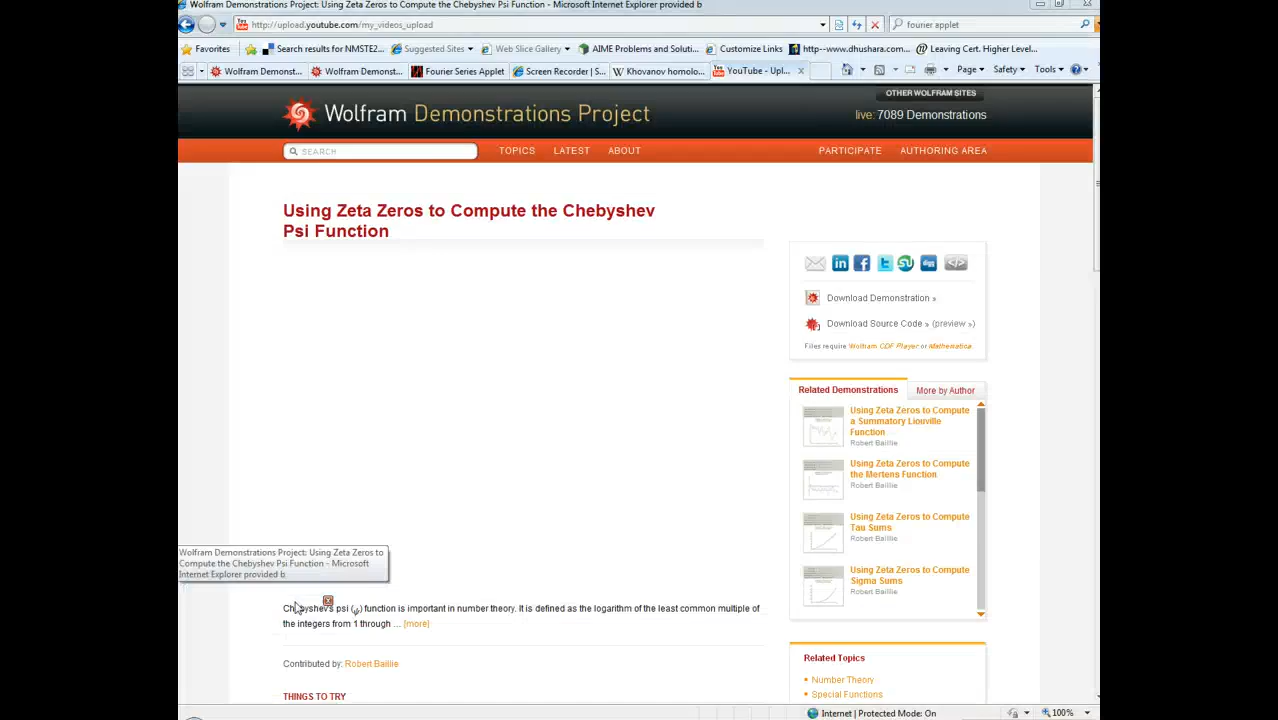 Wolfram Demonstrations Project: Using Zeta Zeros to Compute the Chebyshev Psi Function - Microsoft Internet Explorer provided b
http://upload.youtube.com/my_videos_upload
fourier applet
Favorites
Search results for NMSTE2...
Suggested Sites
Web Slice Gallery
AIME Problems and Soluti...
Customize Links
http--www.dhushara.com...
Leaving Cert. Higher Level...
Wolfram Demonst...
Wolfram Demonst...
Fourier Series Applet
Screen Recorder | S...
Khovanov homolo...
YouTube - Upl...
Page
Safety
Tools
OTHER WOLFRAM SITES
Wolfram Demonstrations Project
live: 7089 Demonstrations
SEARCH
TOPICS
LATEST
ABOUT
PARTICIPATE
AUTHORING AREA
Using Zeta Zeros to Compute the Chebyshev
Psi Function
Download Demonstration »
Download Source Code » (preview »)
Files require Wolfram CDF Player or Mathematica.
Related Demonstrations
More by Author
Using Zeta Zeros to Compute
a Summatory Liouville
Function
Robert Baillie
Using Zeta Zeros to Compute
the Mertens Function
Robert Baillie
Using Zeta Zeros to Compute
Tau Sums
Robert Baillie
Using Zeta Zeros to Compute
Sigma Sums
Robert Baillie
Wolfram Demonstrations Project: Using Zeta Zeros to
Compute the Chebyshev Psi Function - Microsoft
Internet Explorer provided b
Chebyshev's psi (ψ) function is important in number theory. It is defined as the logarithm of the least common multiple of
the integers from 1 through ... [more]
Contributed by: Robert Baillie
THINGS TO TRY
Related Topics
Number Theory
Special Functions
Internet | Protected Mode: On
100%